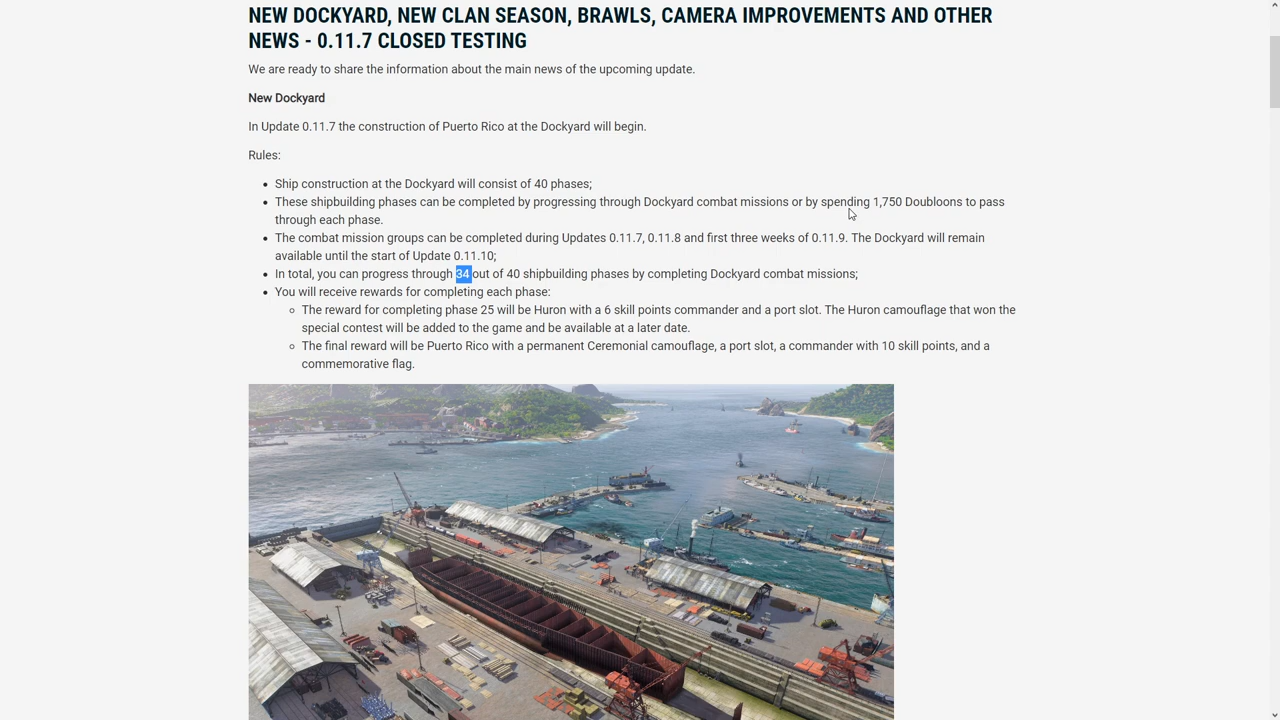 NEW DOCKYARD, NEW CLAN SEASON, BRAWLS, CAMERA IMPROVEMENTS AND OTHER
NEWS - 0.11.7 CLOSED TESTING
We are ready to share the information about the main news of the upcoming update.
New Dockyard
In Update 0.11.7 the construction of Puerto Rico at the Dockyard will begin.
Rules:
Ship construction at the Dockyard will consist of 40 phases;
These shipbuilding phases can be completed by progressing through Dockyard combat missions or by spending 1,750 Doubloons to pass
through each phase.
The combat mission groups can be completed during Updates 0.11.7, 0.11.8 and first three weeks of 0.11.9. The Dockyard will remain
available until the start of Update 0.11.10;
In total, you can progress through 34 out of 40 shipbuilding phases by completing Dockyard combat missions;
You will receive rewards for completing each phase:
The reward for completing phase 25 will be Huron with a 6 skill points commander and a port slot. The Huron camouflage that won the
special contest will be added to the game and be available at a later date.
The final reward will be Puerto Rico with a permanent Ceremonial camouflage, a port slot, a commander with 10 skill points, and a
commemorative flag.